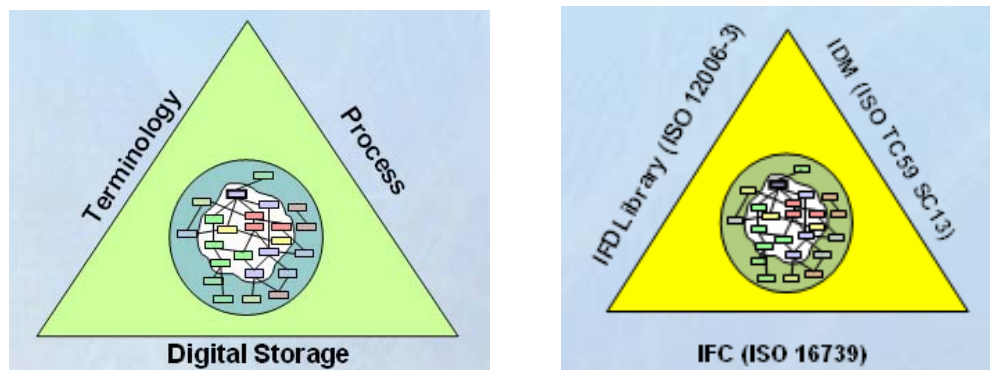 Terminology
Process
Digital Storage
IFD Library (ISO 12006-3)
IDM (ISO TC59 SC13)
IFC (ISO 16739)